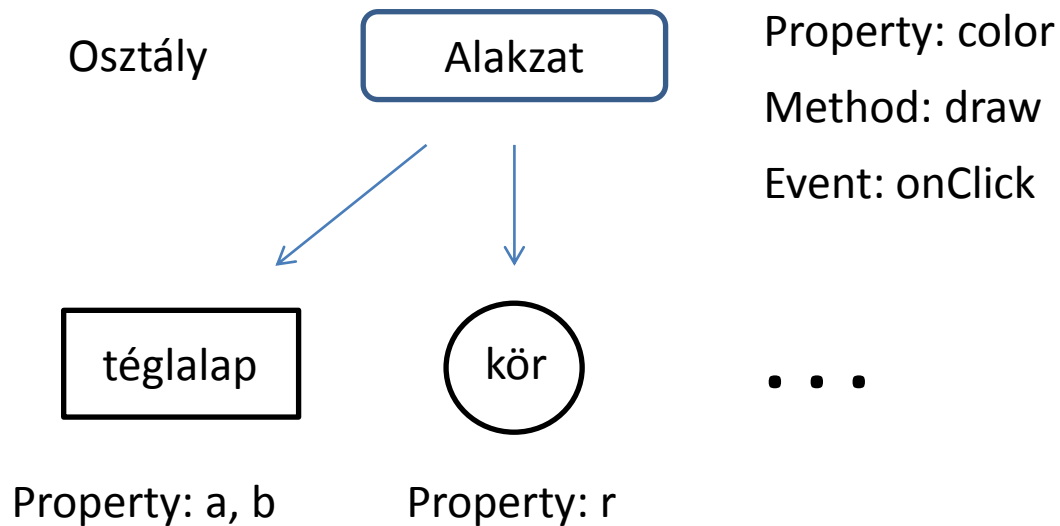 Osztály
Alakzat
Property: color
Method: draw
Event: onClick
téglalap
kör
. . .
Property: a, b
Property: r